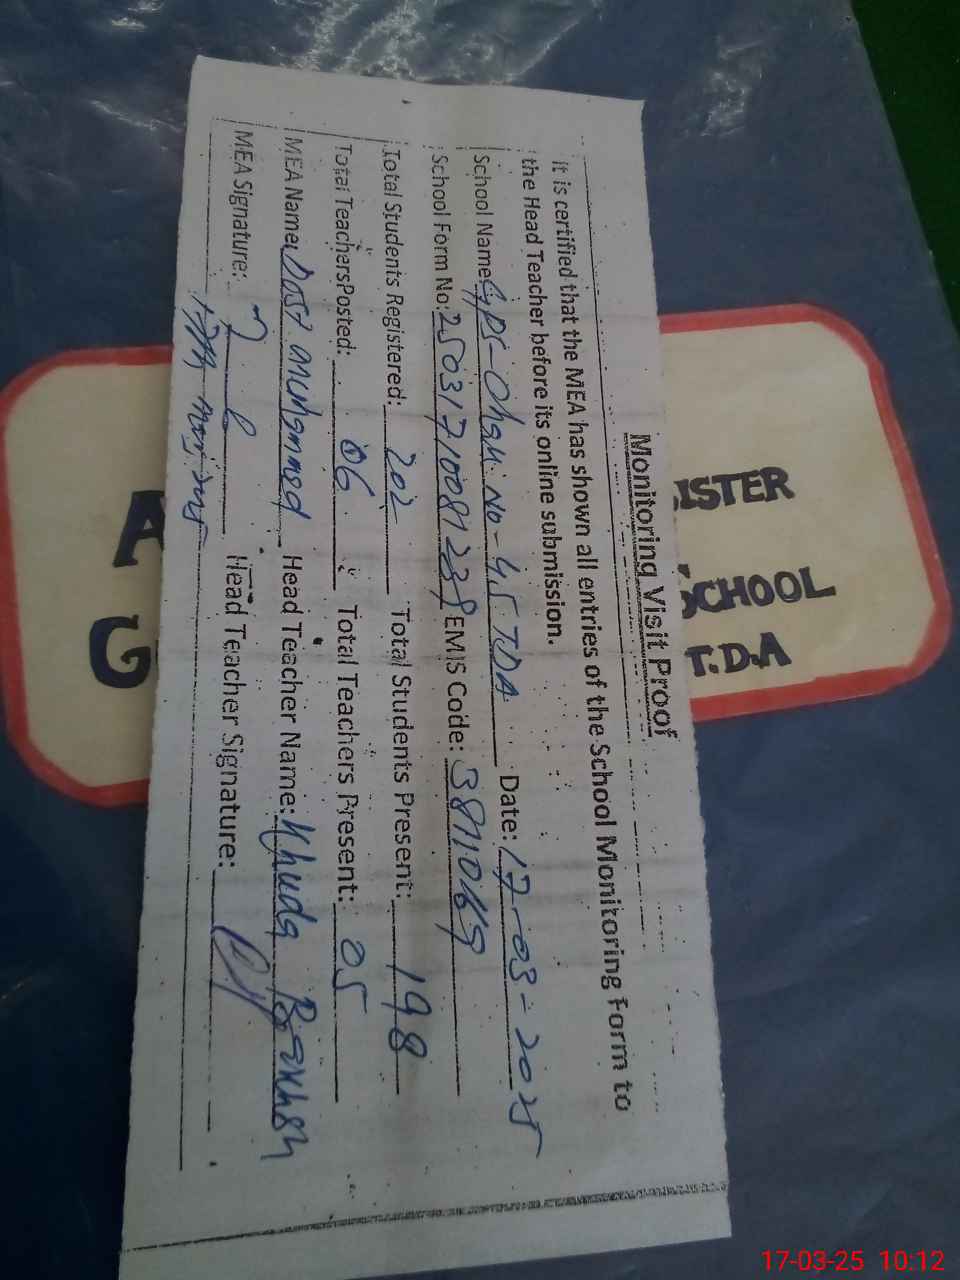 Monitoring Visit Proof
It is certified that the MEA has shown all entries of the School Monitoring Form to
the Head Teacher before its online submission.
School Name: GPS-Chak No-45 TDA Date: 17-03-2025
School Form No: 250317100812 EMIS Code: 38110
Total Students Registered: 202 Total Students Present: 198
Total Teachers Posted: 06 Total Teachers Present: 05
MEA Name: Dost Muhammed Head Teacher Name: Khuda Bakhsh
MEA Signature: Head Teacher Signature:
ISTER
SCHOOL
T.D.A
A
G
17-03-25 10:12